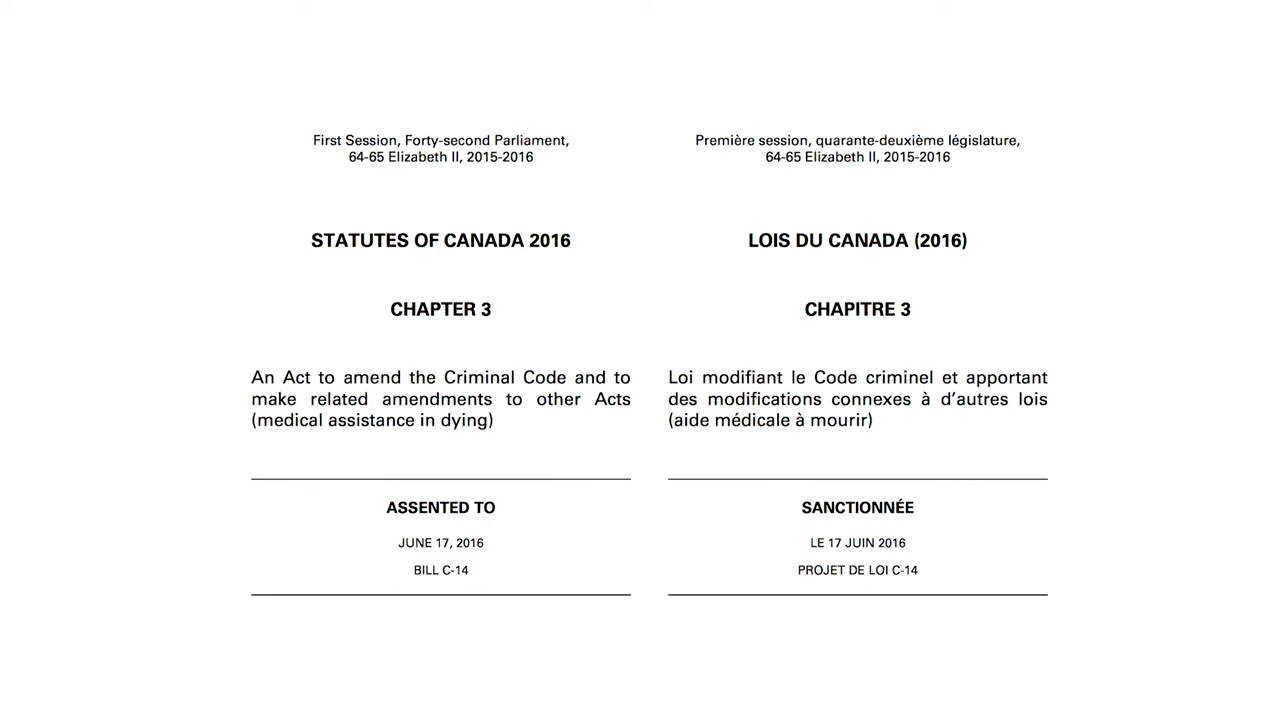 First Session, Forty-second Parliament,
64-65 Elizabeth II, 2015-2016
STATUTES OF CANADA 2016
CHAPTER 3
An Act to amend the Criminal Code and to
make related amendments to other Acts
(medical assistance in dying)
ASSENTED TO
JUNE 17, 2016
BILL C-14
Première session, quarante-deuxième législature,
64-65 Elizabeth II, 2015-2016
LOIS DU CANADA (2016)
CHAPITRE 3
Loi modifiant le Code criminel et apportant
des modifications connexes à d’autres lois
(aide médicale à mourir)
SANCTIONNÉE
LE 17 JUIN 2016
PROJET DE LOI C-14